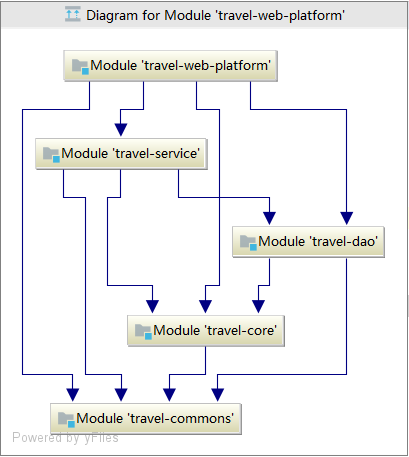 Diagram for Module 'travel-web-platform'
Module 'travel-web-platform'
Module 'travel-service'
Module 'travel-dao'
Module 'travel-core'
Module 'travel-commons'
Powered by yFiles